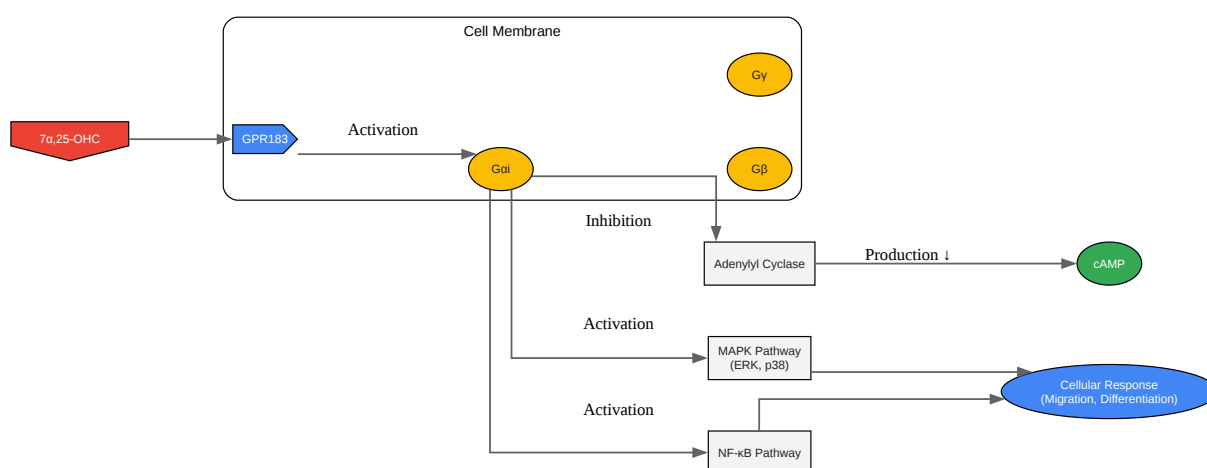 Cell Membrane
Gγ
7α,25-OHC
GPR183
Activation
Gαi
Gβ
Inhibition
Adenylyl Cyclase
Production ↓
cAMP
Activation
MAPK Pathway
(ERK, p38)
Cellular Response
(Migration, Differentiation)
Activation
NF-κB Pathway